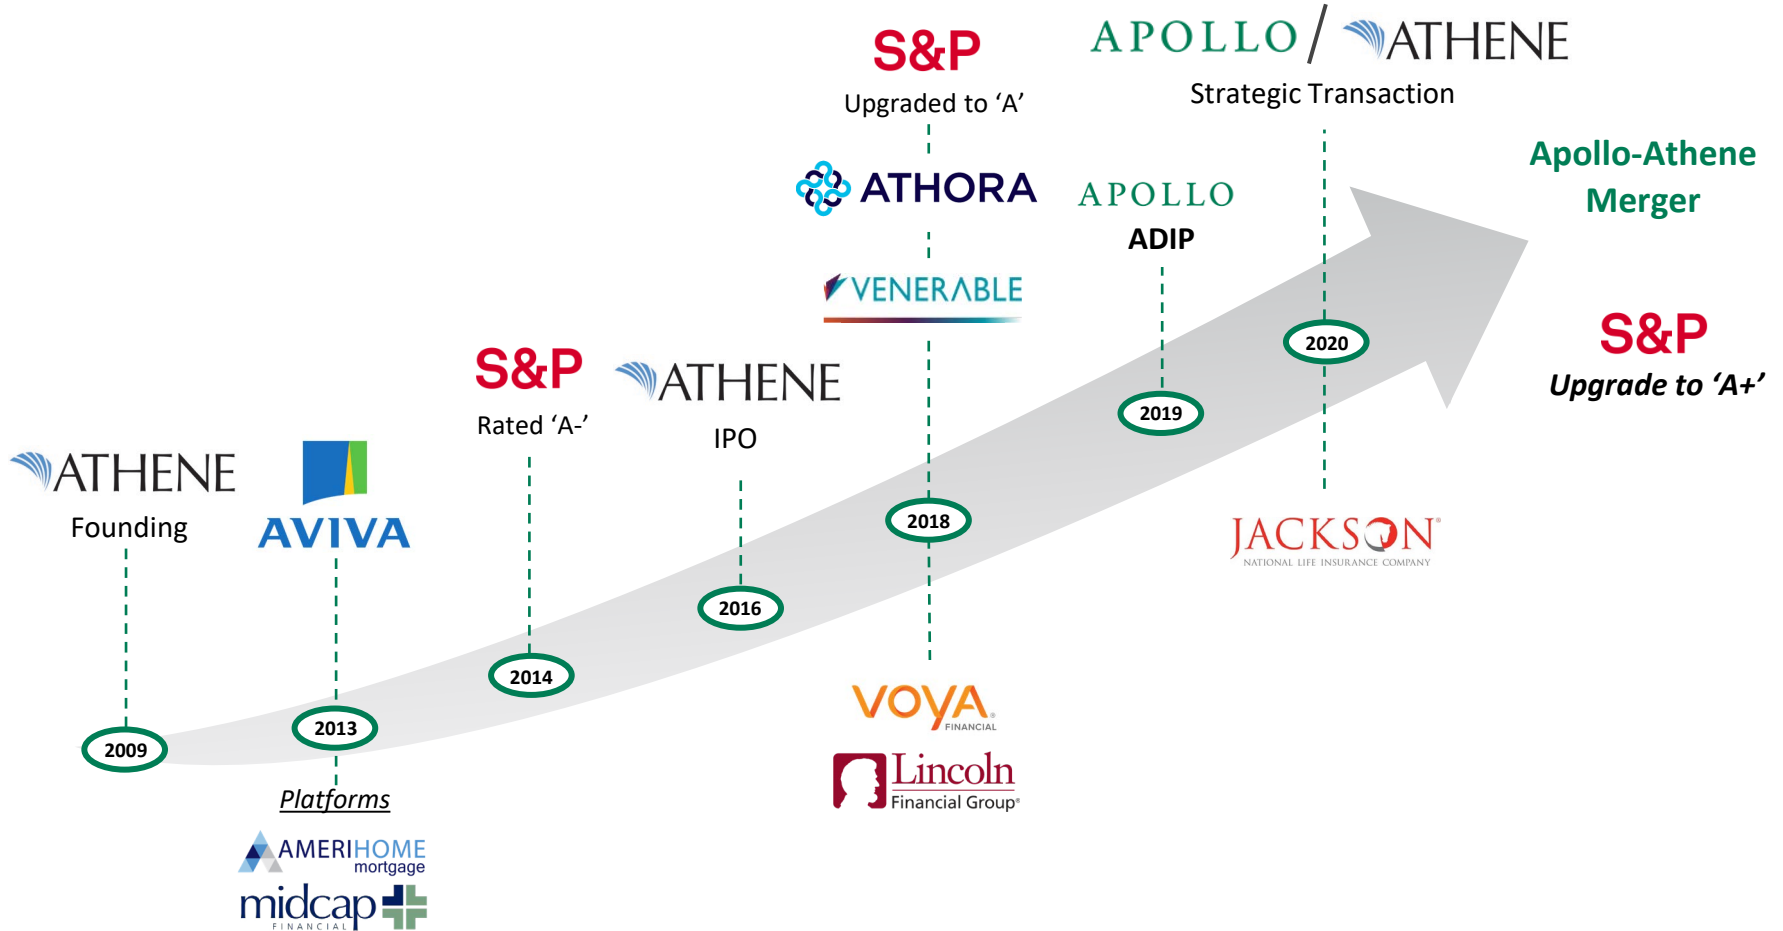 ATHENE
Founding
2009
AVIVA
2013
Platforms
AMERIHOME
mortgage
midcap
FINANCIAL
S&P
Rated ‘A-’
2014
ATHENE
IPO
2016
S&P
Upgraded to ‘A’
ATHORA
VENERABLE
2018
VOYA®
FINANCIAL
Lincoln
Financial Group®
APOLLO
ADIP
2019
APOLLO / ATHENE
Strategic Transaction
2020
JACKSON®
NATIONAL LIFE INSURANCE COMPANY
Apollo-Athene
Merger
S&P
Upgrade to ‘A+’